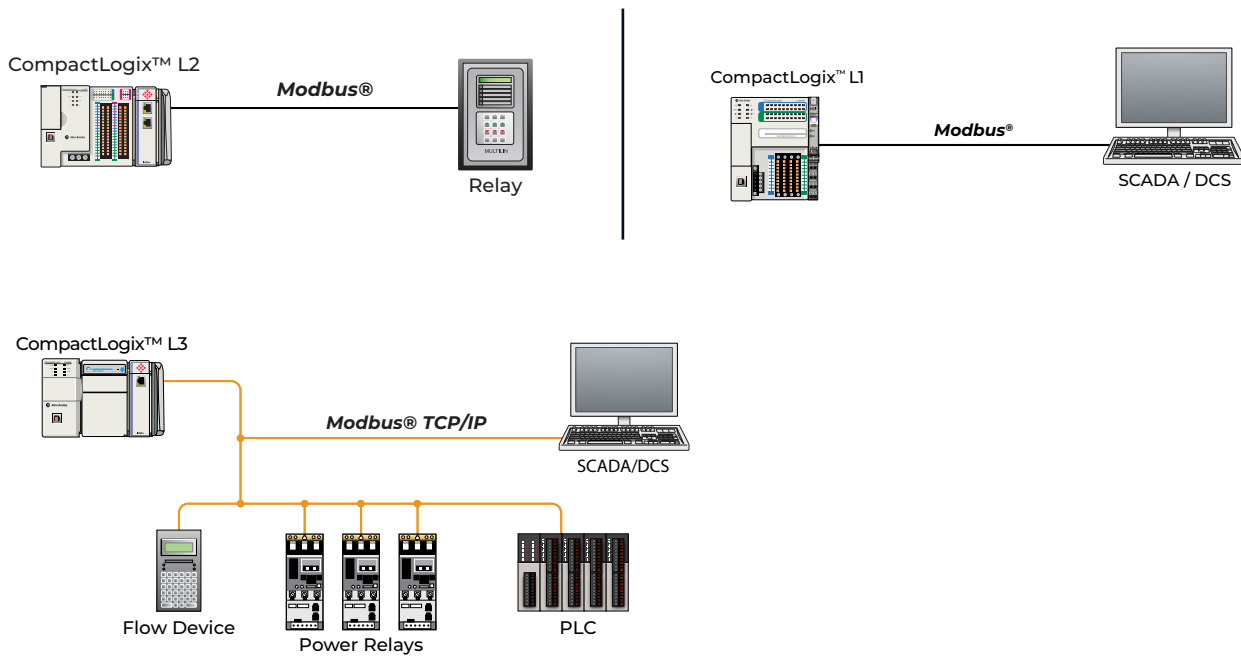 CompactLogix™ L2
Modbus®
MULTILIN
Relay
CompactLogix™ L1
Modbus®
SCADA / DCS
CompactLogix™ L3
Modbus® TCP/IP
SCADA/DCS
Flow Device
Power Relays
PLC